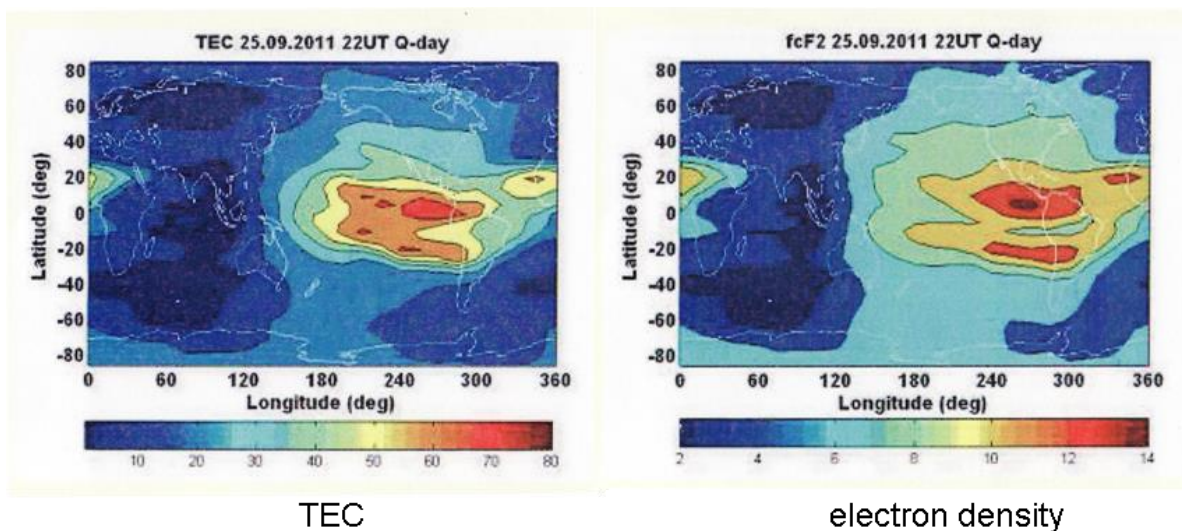 TEC 25.09.2011 22UT Q-day
80
60
40
20
0
-20
-40
-60
-80
Latitude (deg)
0 60 120 180 240 300 360
Longitude (deg)
10 20 30 40 50 60 70 80
TEC
fcF2 25.09.2011 22UT Q-day
80
60
40
20
0
-20
-40
-60
-80
Latitude (deg)
0 60 120 180 240 300 360
Longitude (deg)
2 4 6 8 10 12 14
electron density